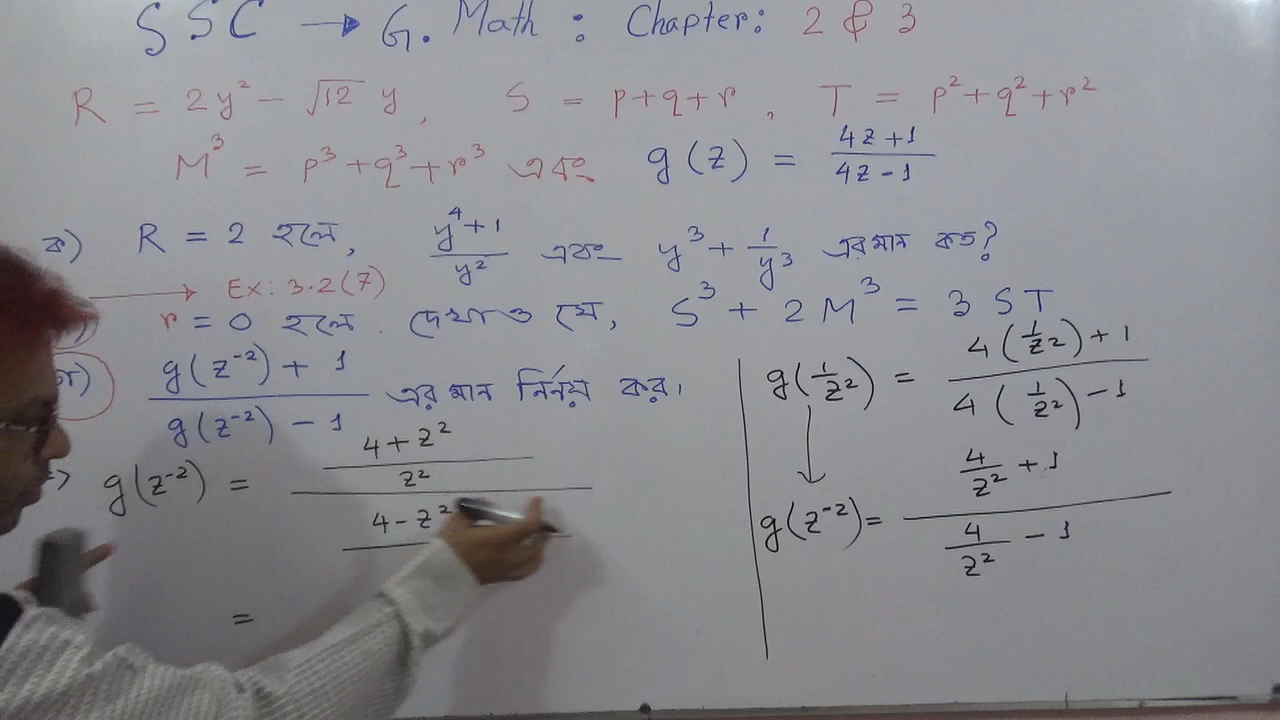 SSC → G. Math : Chapter: 2 & 3
R = 2y² - √12 y, S = p+q+r, T = p²+q²+r²
M³ = p³+q³+r³ এবং g(z) = (4z+1)/(4z-1)
ক) R = 2 হলে, (y⁴+1)/y² এবং y³ + 1/y³ এর মান কত?
→ Ex: 3.2(7)
r = 0 হলে দেখাও যে, S³ + 2M³ = 3ST
গ) (g(z⁻²) + 1)/(g(z⁻²) - 1) এর মান নির্নয় কর।
g(z⁻²) = ((4+z²)/z²)/(4-z²
=
g(1/z²) = (4(1/z²)+1)/(4(1/z²)-1)
g(z⁻²) = (4/z² + 1)/(4/z² - 1)